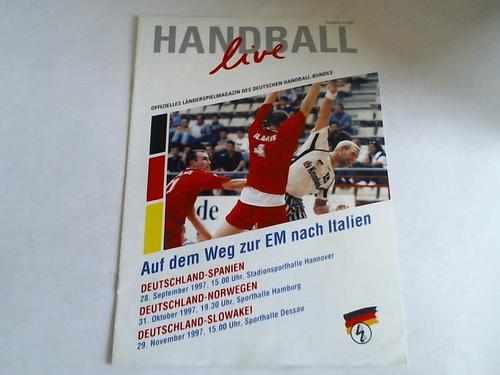 HANDBALL
live
OFFIZIELLES LÄNDERSPIELMAGAZIN DES DEUTSCHEN HANDBALL-BUNDES
de
Auf dem Weg zur EM nach Italien
DEUTSCHLAND-SPANIEN
28. September 1997, 15.00 Uhr, Stadionsporthalle Hannover
DEUTSCHLAND-NORWEGEN
31. Oktober 1997, 19.30 Uhr, Sporthalle Hamburg
DEUTSCHLAND-SLOWAKEI
29. November 1997, 15.00 Uhr, Sporthalle Dessau